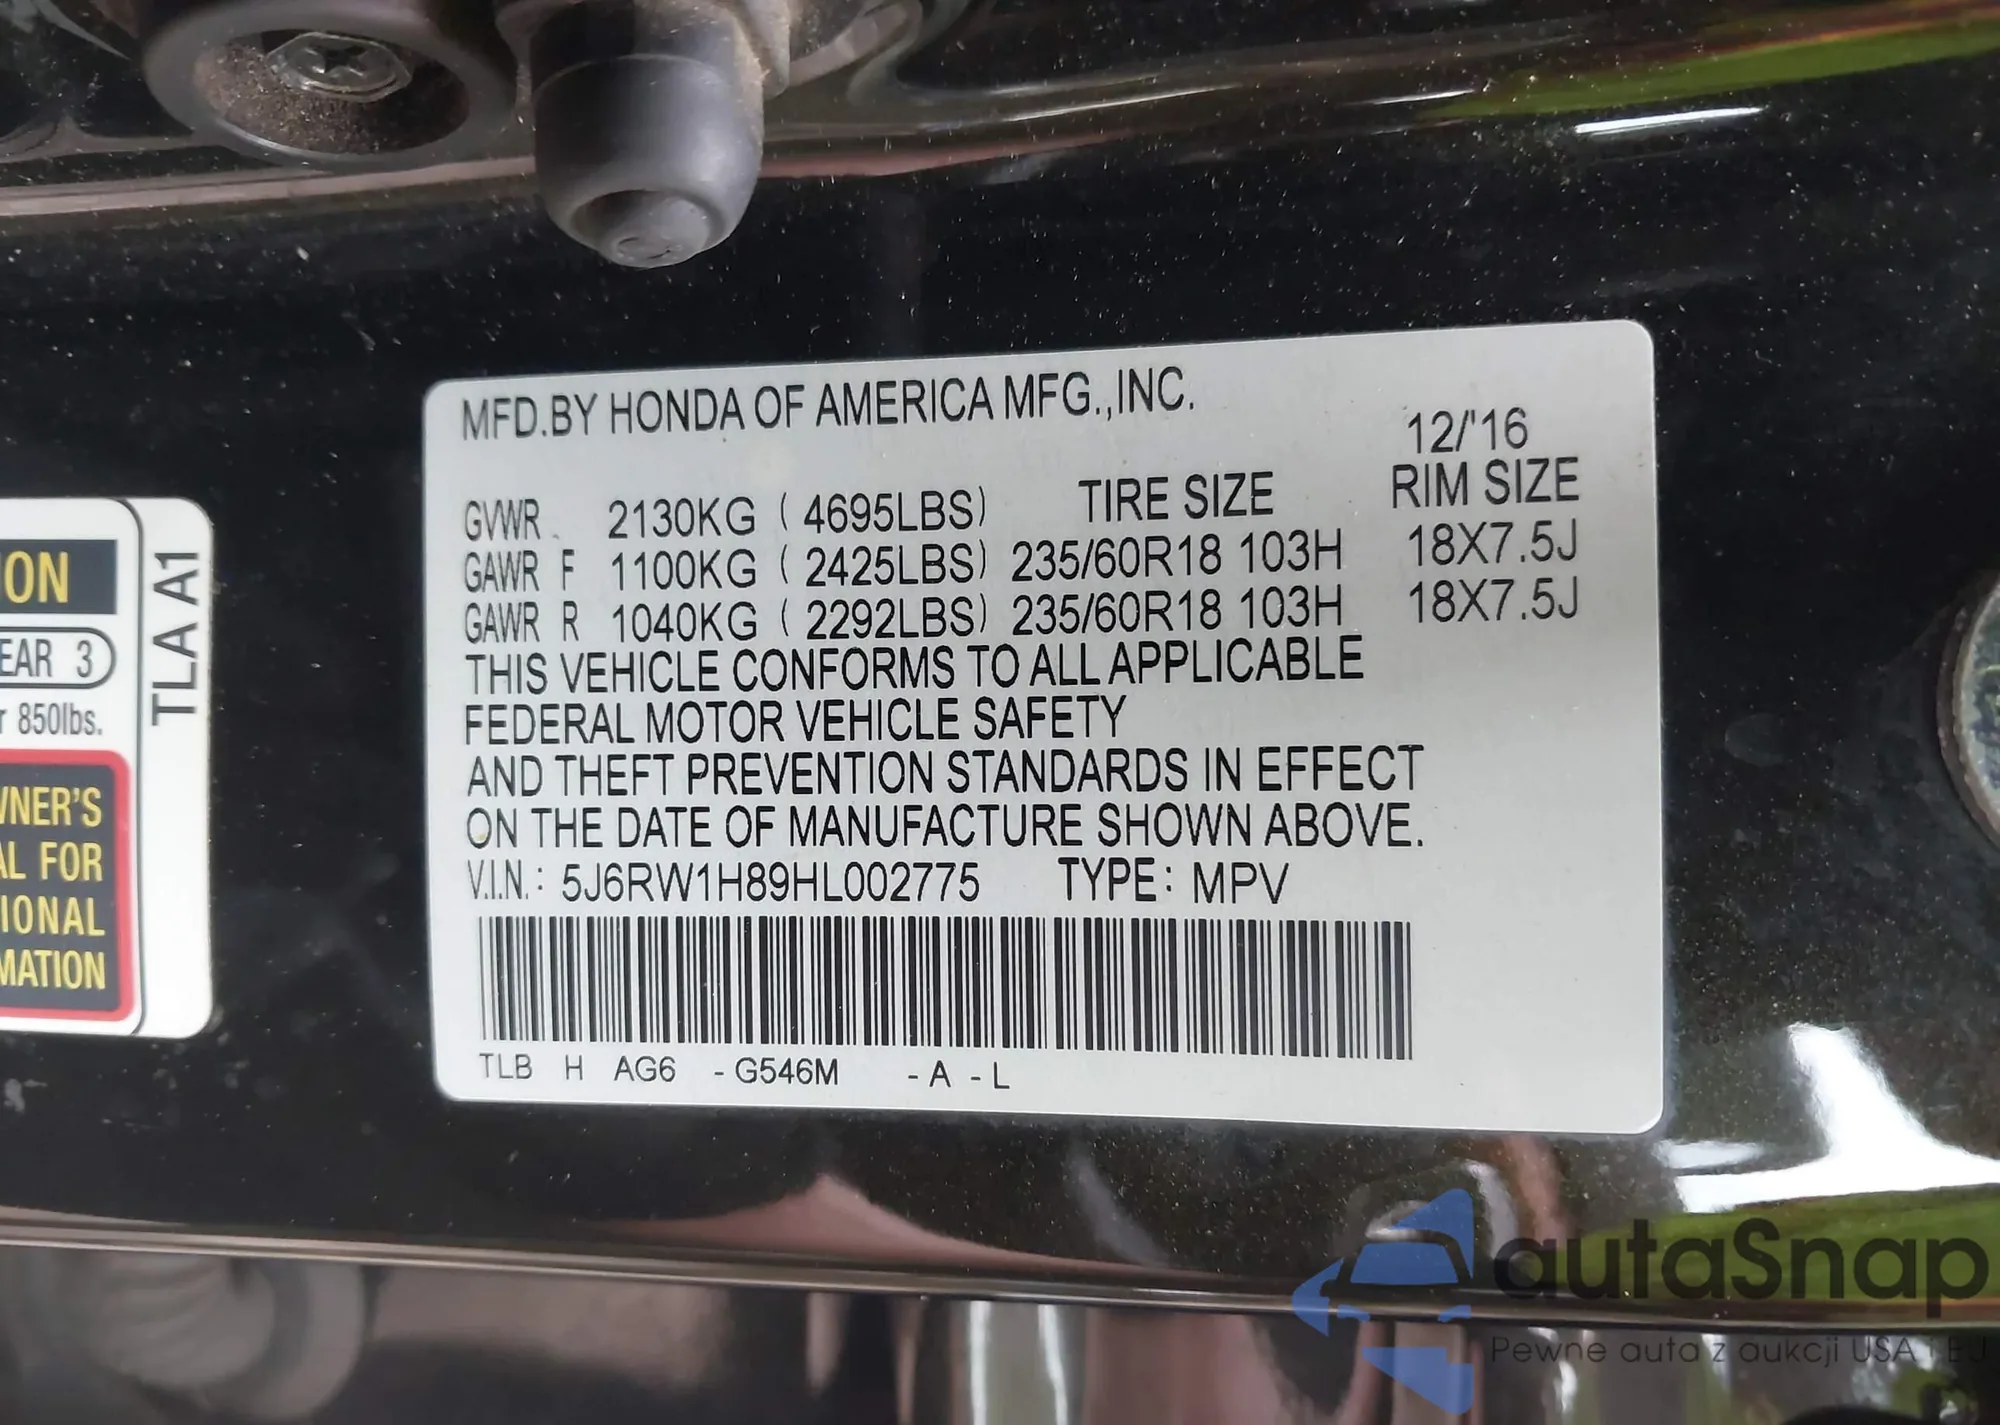 MFD.BY HONDA OF AMERICA MFG.,INC.
12/'16
GVWR 2130KG ( 4695LBS) TIRE SIZE RIM SIZE
GAWR F 1100KG ( 2425LBS) 235/60R18 103H 18X7.5J
GAWR R 1040KG ( 2292LBS) 235/60R18 103H 18X7.5J
THIS VEHICLE CONFORMS TO ALL APPLICABLE
FEDERAL MOTOR VEHICLE SAFETY
AND THEFT PREVENTION STANDARDS IN EFFECT
ON THE DATE OF MANUFACTURE SHOWN ABOVE.
V.I.N.: 5J6RW1H89HL002775 TYPE: MPV
TLB H AG6 - G546M - A - L
ION
EAR 3
r 850lbs.
WNER'S
AL FOR
IONAL
MATION
TLA A1
autaSnap
Pewne auta z aukcji USA i EU